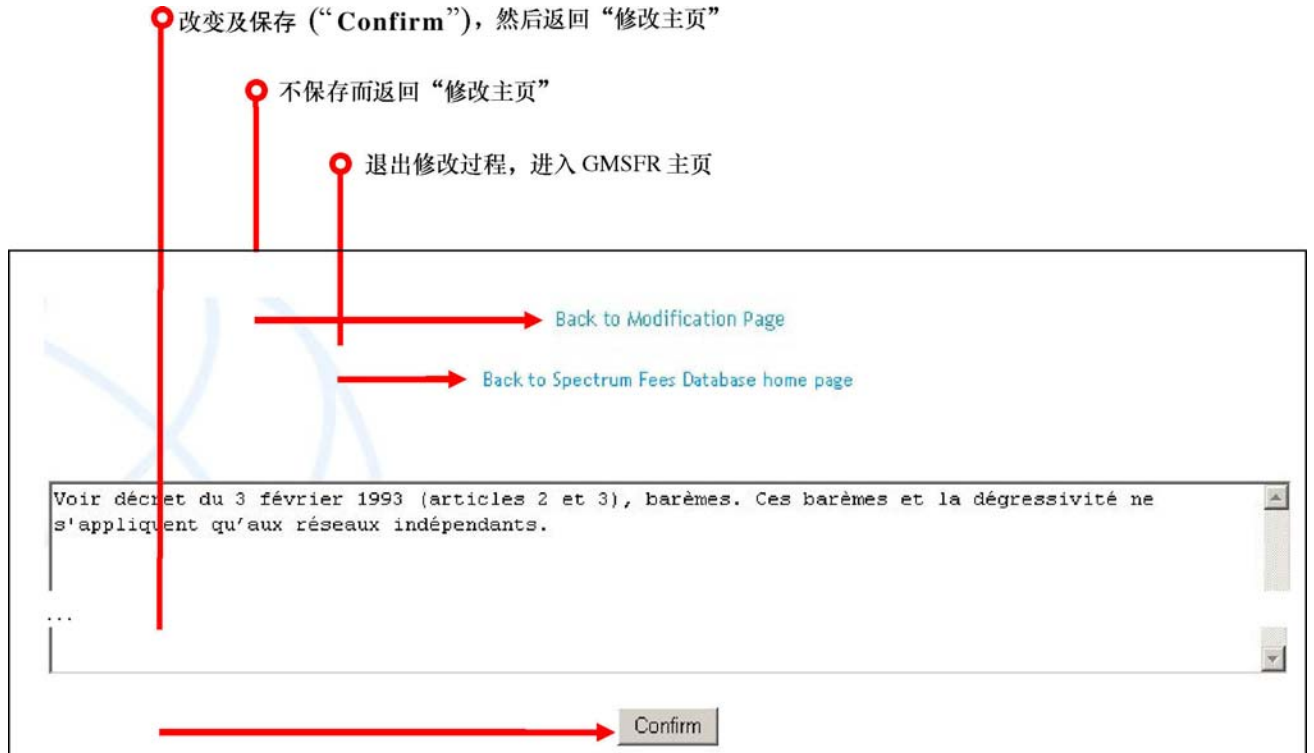 改变及保存（“Confirm”），然后返回“修改主页”
不保存而返回“修改主页”
退出修改过程，进入 GMSFR 主页
Back to Modification Page
Back to Spectrum Fees Database home page
Voir décret du 3 février 1993 (articles 2 et 3), barèmes. Ces barèmes et la dégressivité ne
s'appliquent qu’aux réseaux indépendants.
...
Confirm